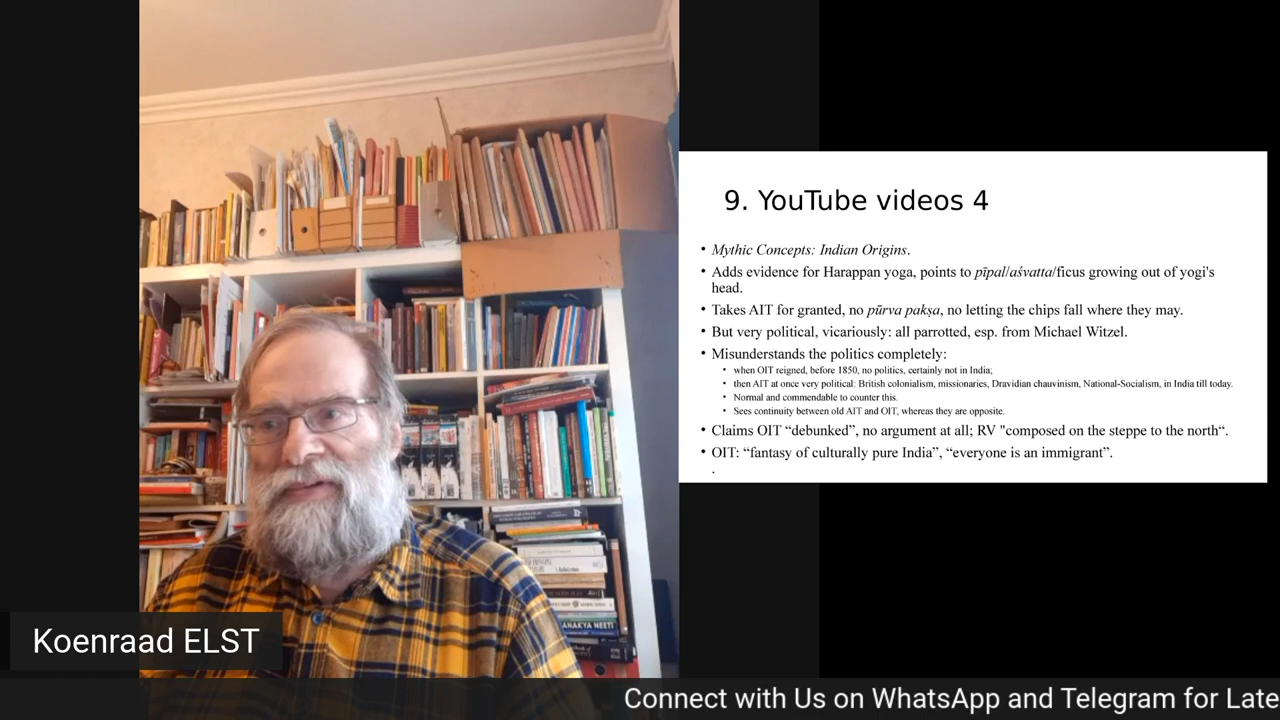 9. YouTube videos 4
• Mythic Concepts: Indian Origins.
• Adds evidence for Harappan yoga, points to pīpal/aśvatta/ficus growing out of yogi's
head.
• Takes AIT for granted, no pūrva pakṣa, no letting the chips fall where they may.
• But very political, vicariously: all parrotted, esp. from Michael Witzel.
• Misunderstands the politics completely:
• when OIT reigned, before 1850, no politics, certainly not in India;
• then AIT at once very political: British colonialism, missionaries, Dravidian chauvinism, National-Socialism, in India till today.
• Normal and commendable to counter this.
• Sees continuity between old AIT and OIT, whereas they are opposite.
• Claims OIT “debunked”, no argument at all; RV "composed on the steppe to the north“.
• OIT: “fantasy of culturally pure India”, “everyone is an immigrant”.
.
ANAKYA NEETI
Koenraad ELST
Connect with Us on WhatsApp and Telegram for Late